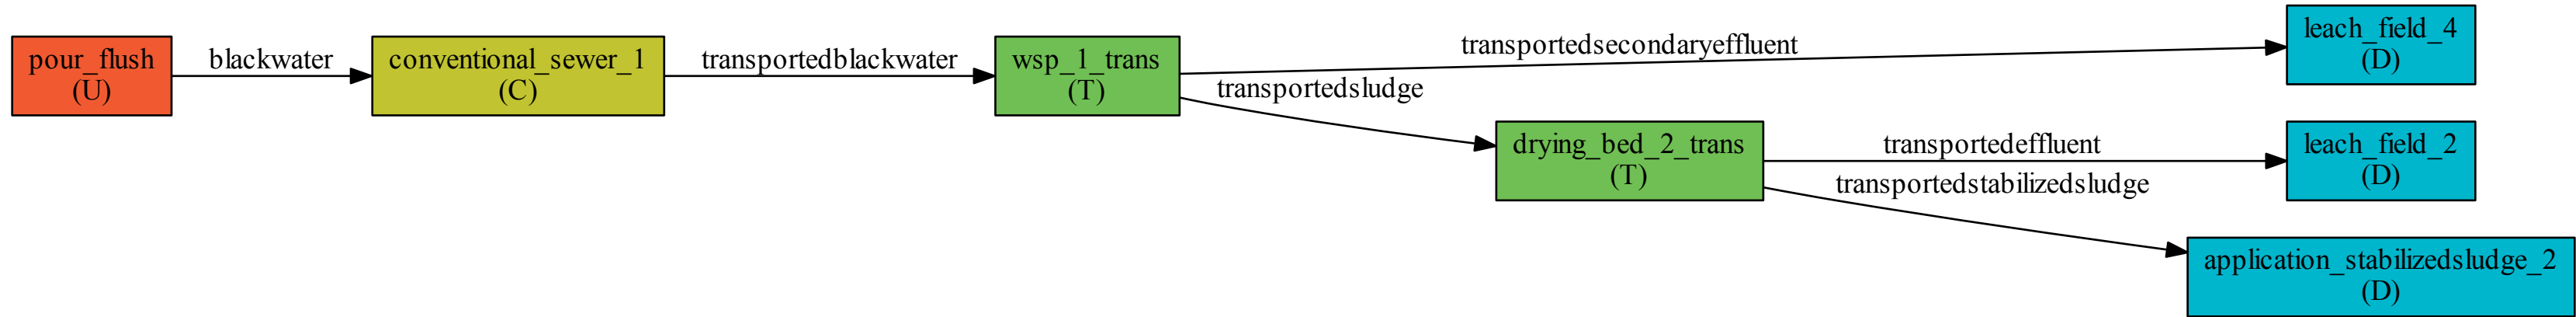 pour_flush
(U)
blackwater
conventional_sewer_1
(C)
transportedblackwater
wsp_1_trans
(T)
transportedsecondaryeffluent
leach_field_4
(D)
transportedsludge
drying_bed_2_trans
(T)
transportedeffluent
leach_field_2
(D)
transportedstabilizedsludge
application_stabilizedsludge_2
(D)